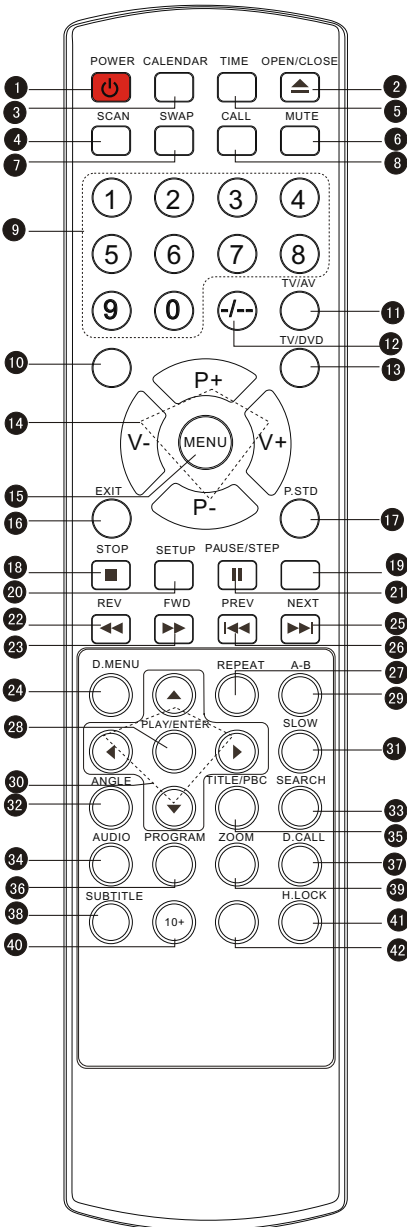 POWER CALENDAR TIME OPEN/CLOSE
1 2
3 5
SCAN SWAP CALL MUTE
4 6
7 8
1 2 3 4
9
5 6 7 8
TV/AV
9 0 -/-- 11
12
TV/DVD
10 13
P+
14
V- MENU V+
15
P-
EXIT P.STD
16 17
STOP SETUP PAUSE/STEP
18 19
20 21
REV FWD PREV NEXT
22 25
23 26
27
D.MENU REPEAT A-B
24 29
28 PLAY/ENTER SLOW
31
30
ANGLE TITLE/PBC SEARCH
32 33
35
AUDIO PROGRAM ZOOM D.CALL
34 37
36 39
SUBTITLE H.LOCK
38 10+ 41
40 42